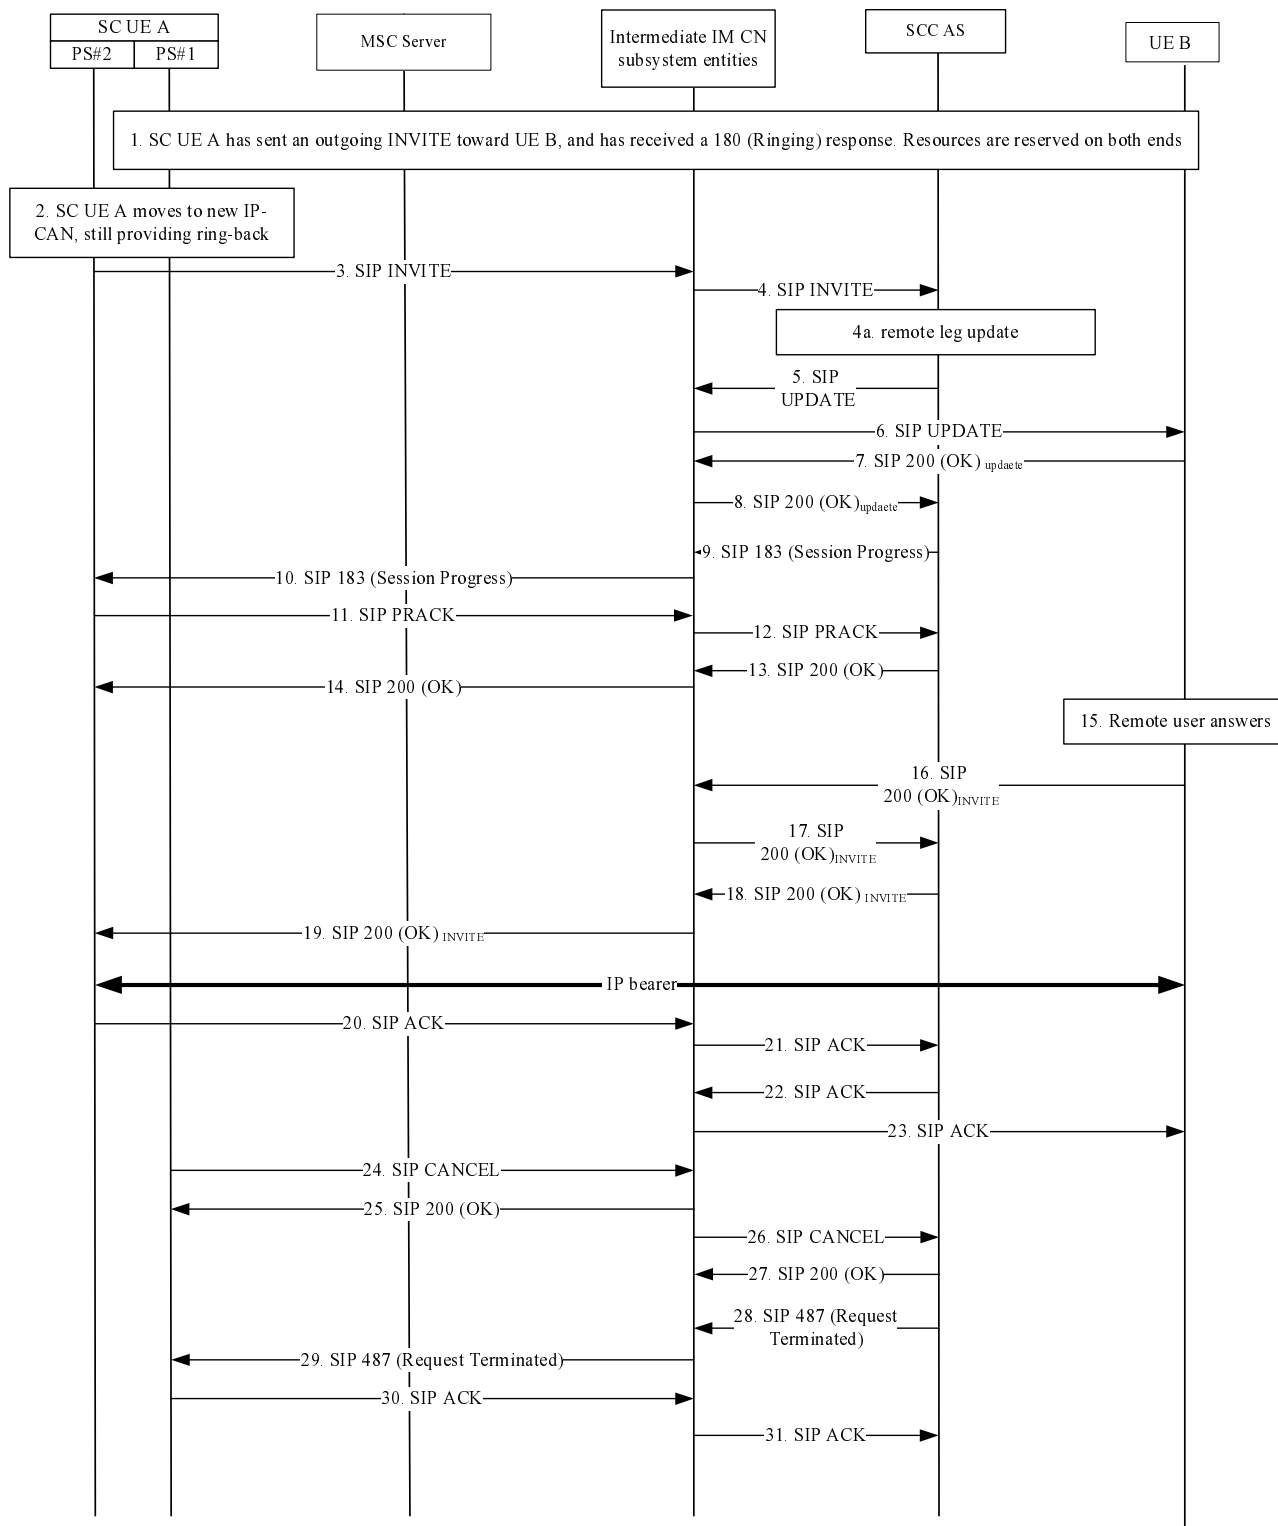 SC UE A
PS#2
PS#1
MSC Server
Intermediate IM CN
subsystem entities
SCC AS
UE B
1. SC UE A has sent an outgoing INVITE toward UE B, and has received a 180 (Ringing) response. Resources are reserved on both ends
2. SC UE A moves to new IP-
CAN, still providing ring-back
3. SIP INVITE
4. SIP INVITE
4a. remote leg update
5. SIP
UPDATE
6. SIP UPDATE
7. SIP 200 (OK) updaete
8. SIP 200 (OK)updaete
9. SIP 183 (Session Progress)
10. SIP 183 (Session Progress)
11. SIP PRACK
12. SIP PRACK
13. SIP 200 (OK)
14. SIP 200 (OK)
15. Remote user answers
16. SIP
200 (OK)INVITE
17. SIP
200 (OK)INVITE
18. SIP 200 (OK) INVITE
19. SIP 200 (OK) INVITE
IP bearer
20. SIP ACK
21. SIP ACK
22. SIP ACK
23. SIP ACK
24. SIP CANCEL
25. SIP 200 (OK)
26. SIP CANCEL
27. SIP 200 (OK)
28. SIP 487 (Request
Terminated)
29. SIP 487 (Request Terminated)
30. SIP ACK
31. SIP ACK